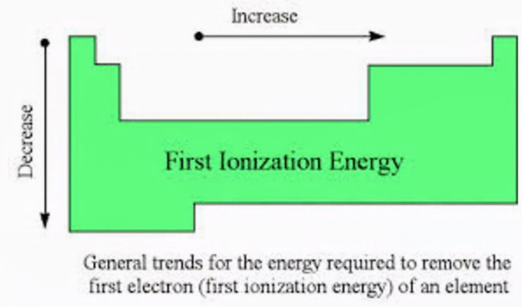 Increase
Decrease
First Ionization Energy
General trends for the energy required to remove the
first electron (first ionization energy) of an element